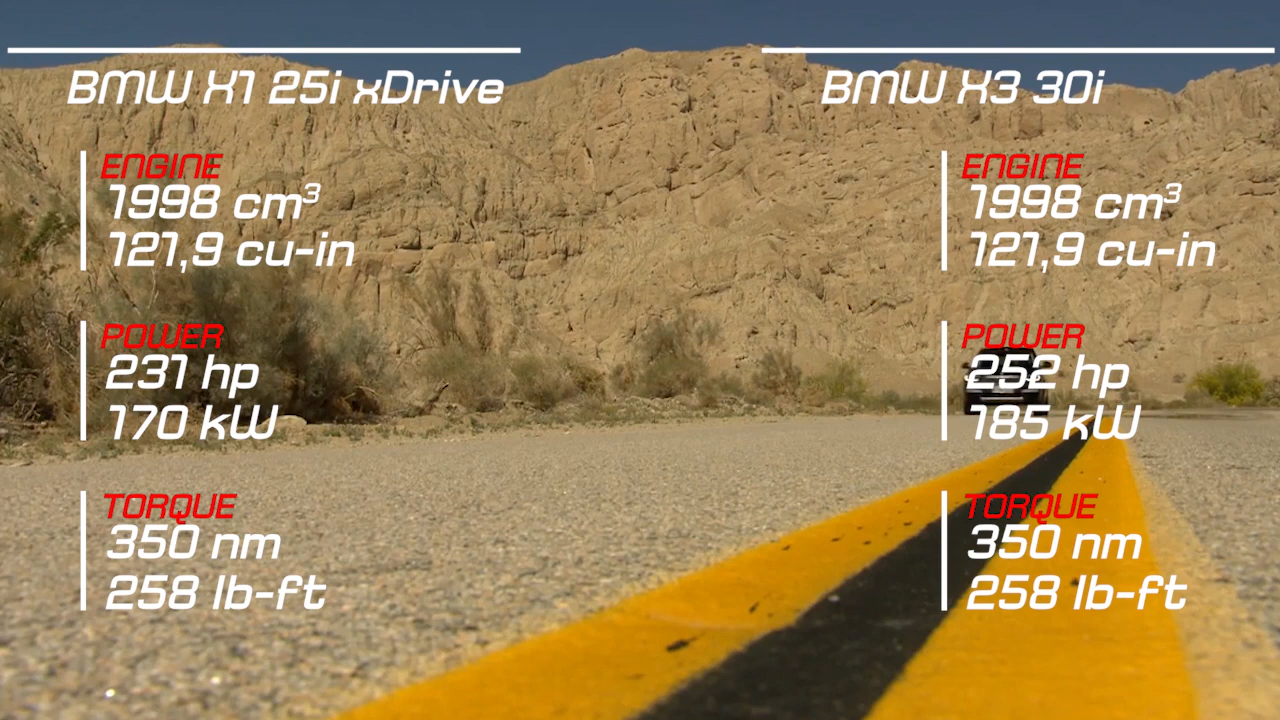 BMW X1 25i xDrive
ENGINE
1998 cm³
121,9 cu-in
POWER
231 hp
170 kW
TORQUE
350 nm
258 lb-ft
BMW X3 30i
ENGINE
1998 cm³
121,9 cu-in
POWER
252 hp
185 kW
TORQUE
350 nm
258 lb-ft